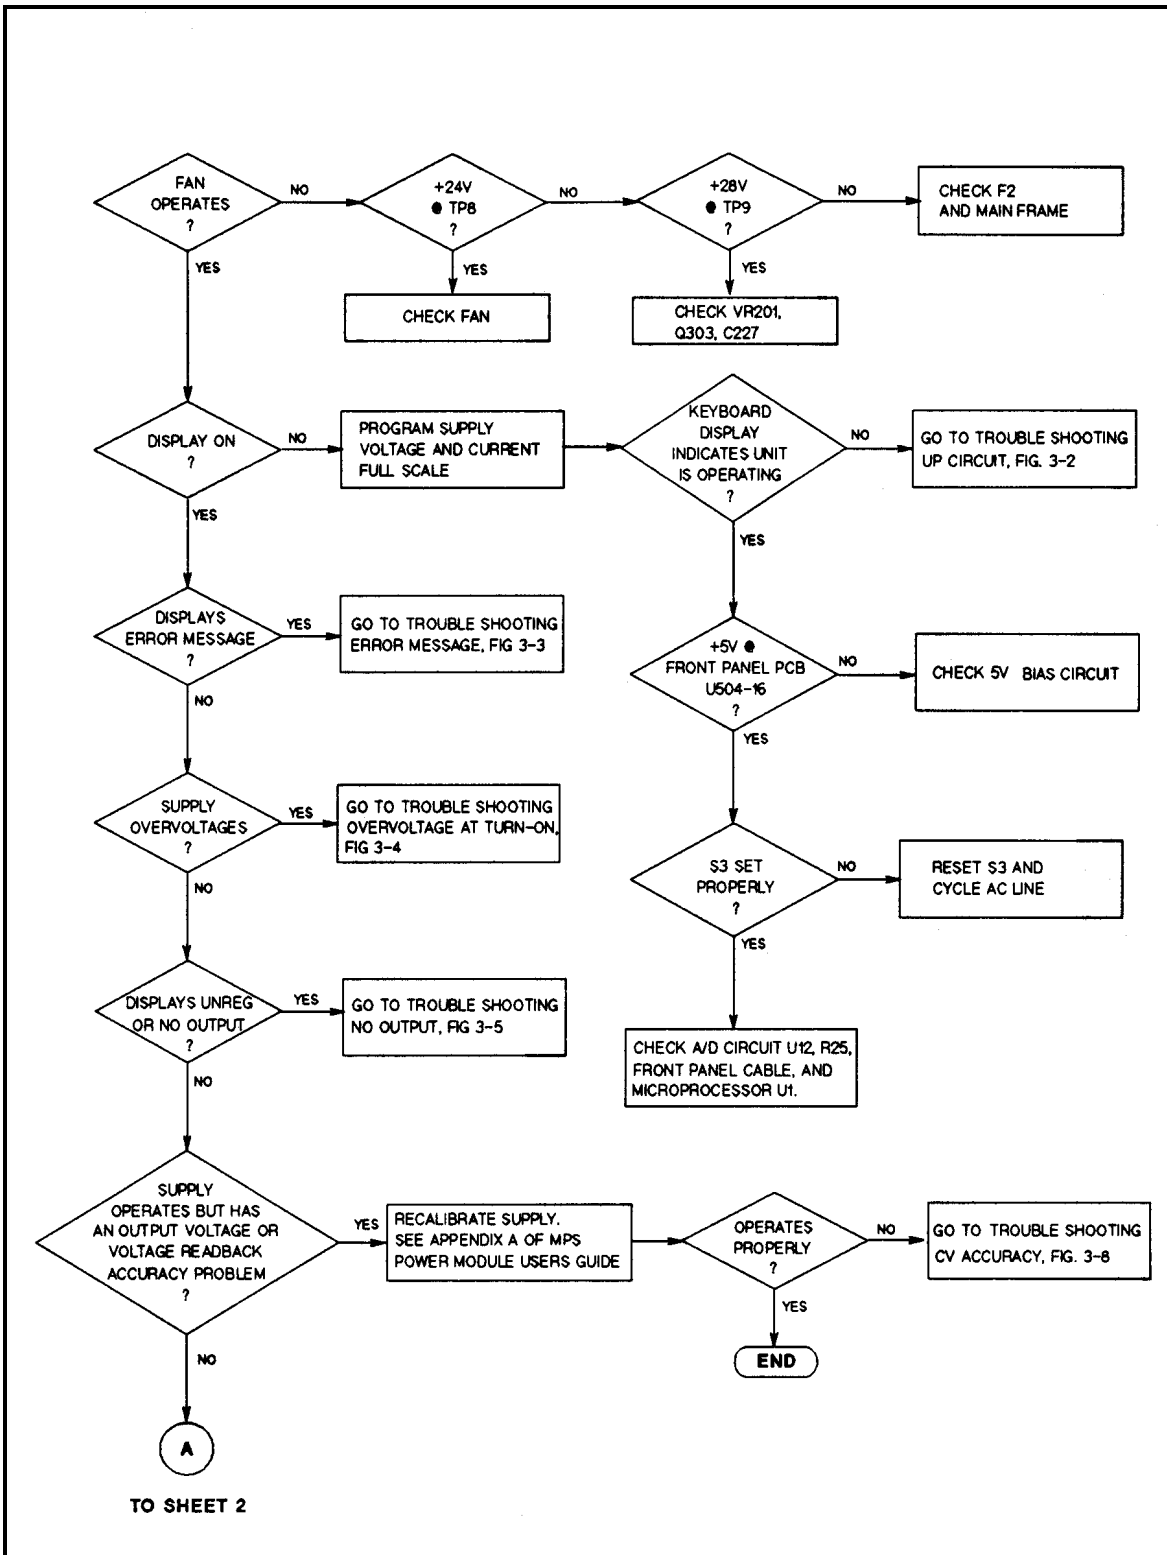 FAN
OPERATES
?
NO
+24V
● TP8
?
NO
+28V
● TP9
?
NO
CHECK F2
AND MAIN FRAME
YES
YES
YES
CHECK FAN
CHECK VR201,
Q303, C227
DISPLAY ON
?
NO
PROGRAM SUPPLY
VOLTAGE AND CURRENT
FULL SCALE
KEYBOARD
DISPLAY
INDICATES UNIT
IS OPERATING
?
NO
GO TO TROUBLE SHOOTING
UP CIRCUIT, FIG. 3-2
YES
YES
DISPLAYS
ERROR MESSAGE
?
YES
GO TO TROUBLE SHOOTING
ERROR MESSAGE, FIG 3-3
+5V ●
FRONT PANEL PCB
U504-16
?
NO
CHECK 5V BIAS CIRCUIT
NO
YES
SUPPLY
OVERVOLTAGES
?
YES
GO TO TROUBLE SHOOTING
OVERVOLTAGE AT TURN-ON,
FIG 3-4
S3 SET
PROPERLY
?
NO
RESET S3 AND
CYCLE AC LINE
NO
YES
DISPLAYS UNREG
OR NO OUTPUT
?
YES
GO TO TROUBLE SHOOTING
NO OUTPUT, FIG 3-5
CHECK A/D CIRCUIT U12, R25,
FRONT PANEL CABLE, AND
MICROPROCESSOR U1.
NO
SUPPLY
OPERATES BUT HAS
AN OUTPUT VOLTAGE OR
VOLTAGE READBACK
ACCURACY PROBLEM
?
YES
RECALIBRATE SUPPLY.
SEE APPENDIX A OF MPS
POWER MODULE USERS GUIDE
OPERATES
PROPERLY
?
NO
GO TO TROUBLE SHOOTING
CV ACCURACY, FIG. 3-8
YES
END
NO
A
TO SHEET 2